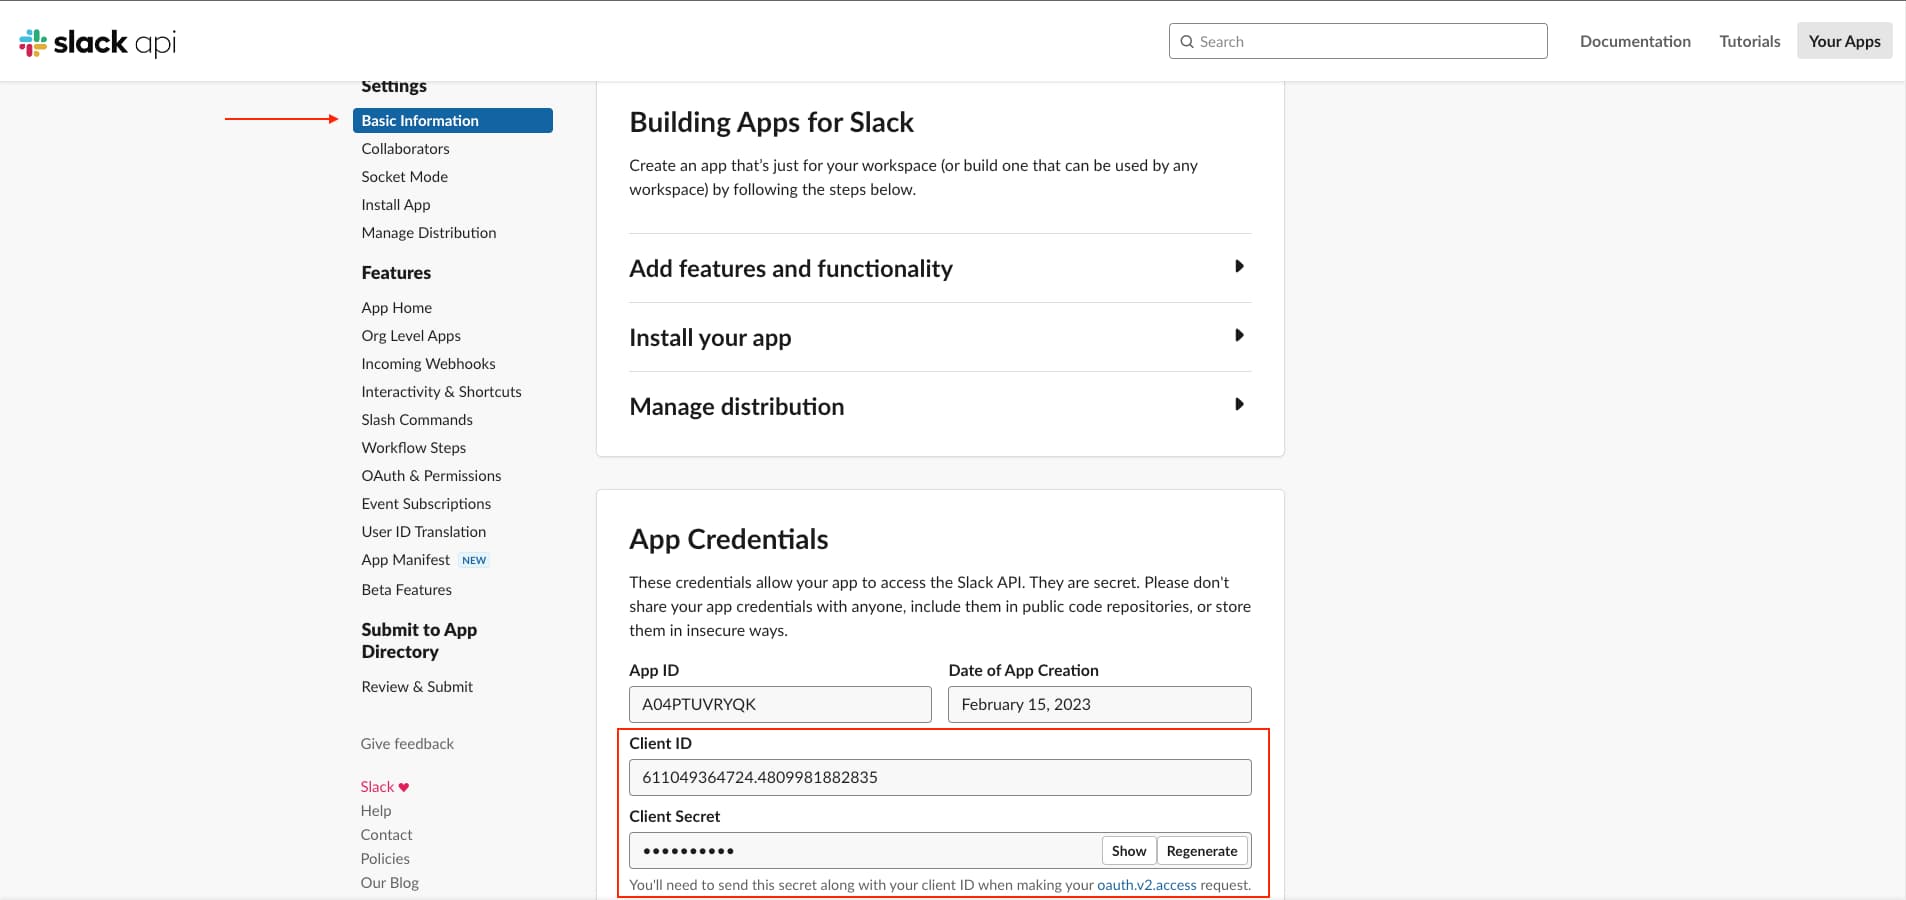 slack api
Search
Documentation
Tutorials
Your Apps
Settings
Basic Information
Collaborators
Socket Mode
Install App
Manage Distribution
Features
App Home
Org Level Apps
Incoming Webhooks
Interactivity & Shortcuts
Slash Commands
Workflow Steps
OAuth & Permissions
Event Subscriptions
User ID Translation
App Manifest NEW
Beta Features
Submit to App
Directory
Review & Submit
Give feedback
Slack
Help
Contact
Policies
Our Blog
Building Apps for Slack
Create an app that’s just for your workspace (or build one that can be used by any
workspace) by following the steps below.
Add features and functionality
Install your app
Manage distribution
App Credentials
These credentials allow your app to access the Slack API. They are secret. Please don't
share your app credentials with anyone, include them in public code repositories, or store
them in insecure ways.
App ID
A04PTUVRYQK
Date of App Creation
February 15, 2023
Client ID
611049364724.4809981882835
Client Secret
••••••••••
Show
Regenerate
You'll need to send this secret along with your client ID when making your oauth.v2.access request.